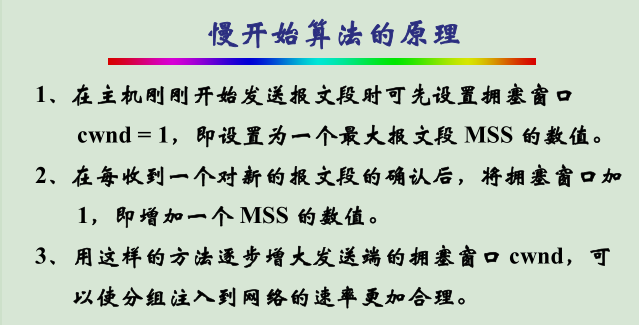 慢开始算法的原理
1、在主机刚刚开始发送报文段时可先设置拥塞窗口
cwnd = 1，即设置为一个最大报文段 MSS 的数值。
2、在每收到一个对新的报文段的确认后，将拥塞窗口加
1，即增加一个 MSS 的数值。
3、用这样的方法逐步增大发送端的拥塞窗口 cwnd，可
以使分组注入到网络的速率更加合理。